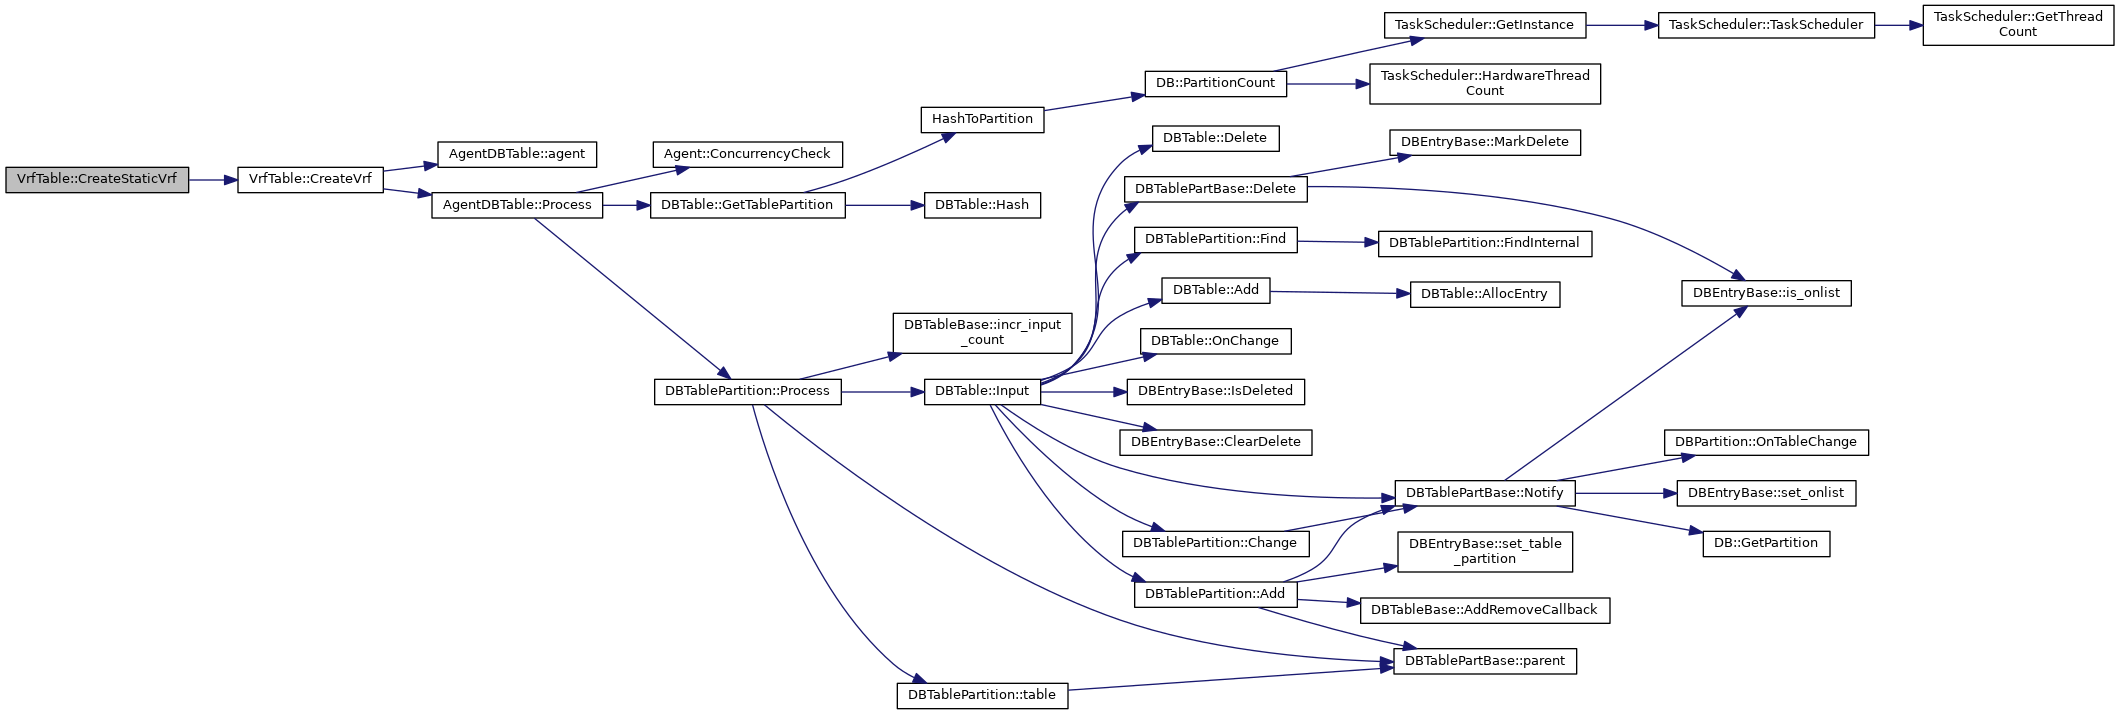 VrfTable::CreateStaticVrf
VrfTable::CreateVrf
AgentDBTable::agent
AgentDBTable::Process
Agent::ConcurrencyCheck
DBTable::GetTablePartition
DBTablePartition::Process
HashToPartition
DBTable::Hash
DBTableBase::incr_input
_count
DBTable::Input
DBTablePartition::table
DB::PartitionCount
DBTable::Delete
DBTablePartBase::Delete
DBTablePartition::Find
DBTable::Add
DBTable::OnChange
DBEntryBase::IsDeleted
DBEntryBase::ClearDelete
DBTablePartition::Change
DBTablePartition::Add
TaskScheduler::GetInstance
TaskScheduler::HardwareThread
Count
DBEntryBase::MarkDelete
DBTablePartition::FindInternal
DBTable::AllocEntry
DBTablePartBase::Notify
DBEntryBase::set_table
_partition
DBTableBase::AddRemoveCallback
DBTablePartBase::parent
TaskScheduler::TaskScheduler
DBEntryBase::is_onlist
DBPartition::OnTableChange
DBEntryBase::set_onlist
DB::GetPartition
TaskScheduler::GetThread
Count